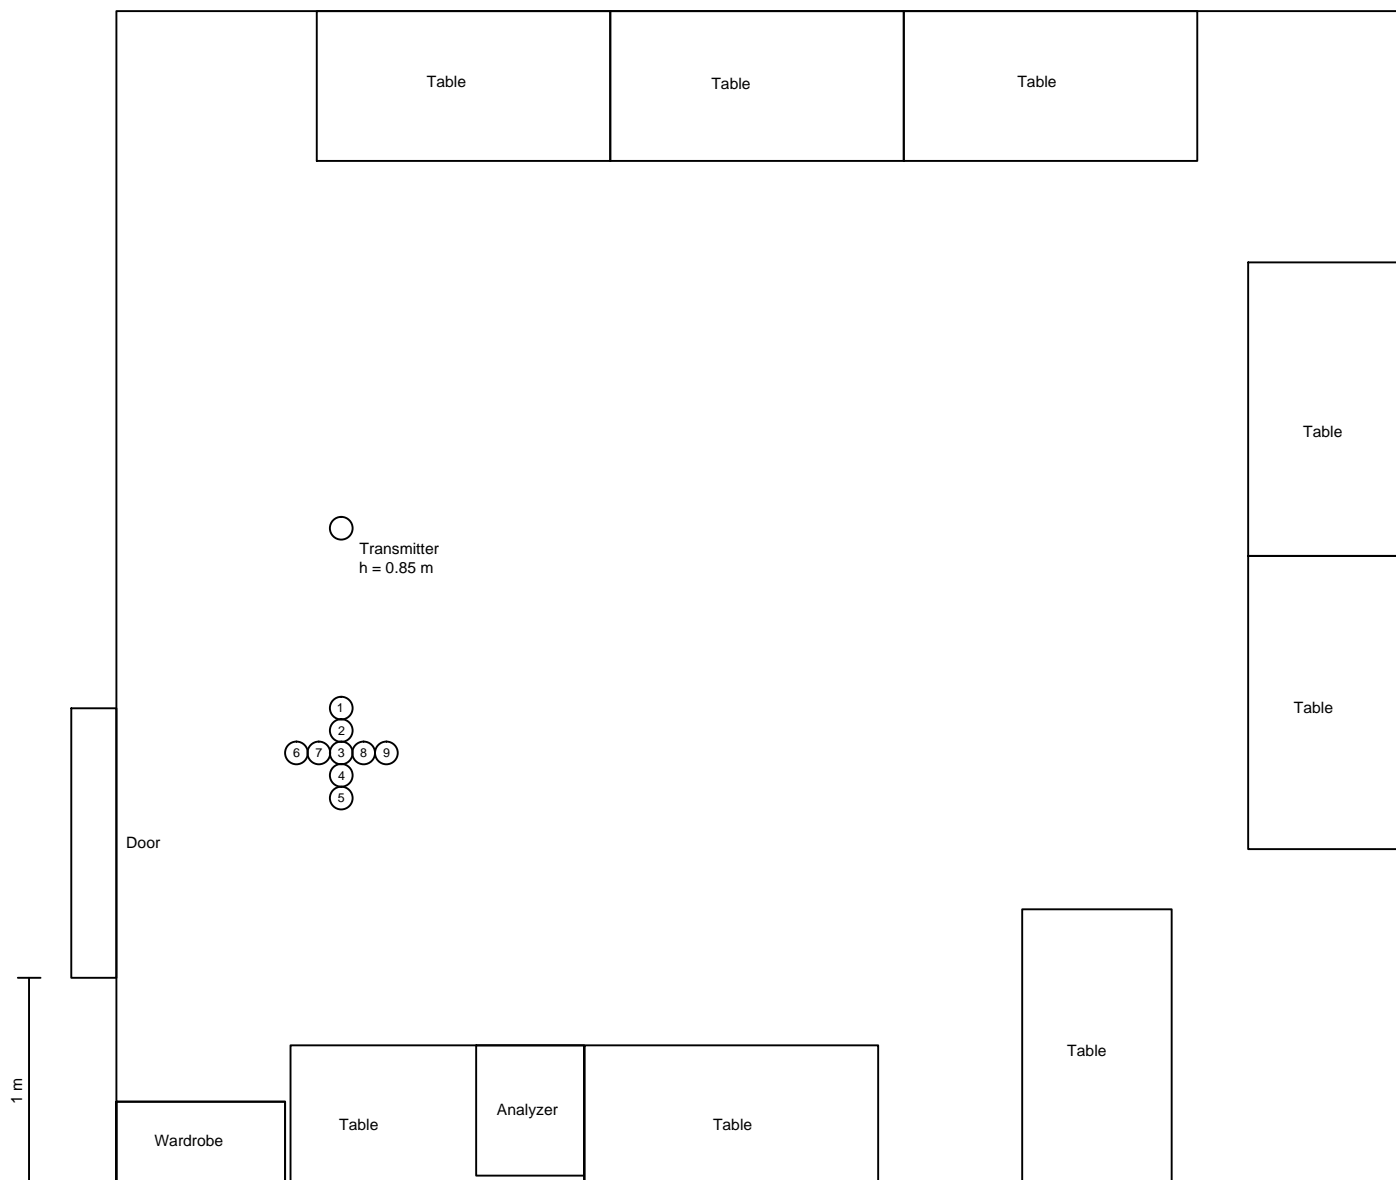 Table
Table
Table
Table
Transmitter
h = 0.85 m
1
2
6 7 3 8 9
4
5
Table
Door
Table
1 m
Analyzer
Table
Table
Wardrobe